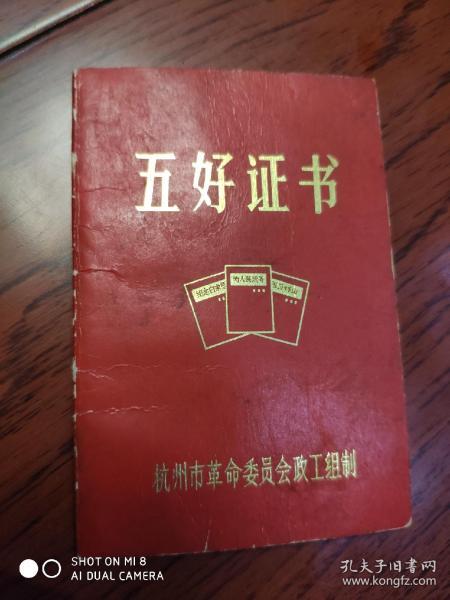 五好证书
为人民服务
杭州市革命委员会政工组制
SHOT ON MI 8
AI DUAL CAMERA
孔夫子旧书网
www.kongfz.com